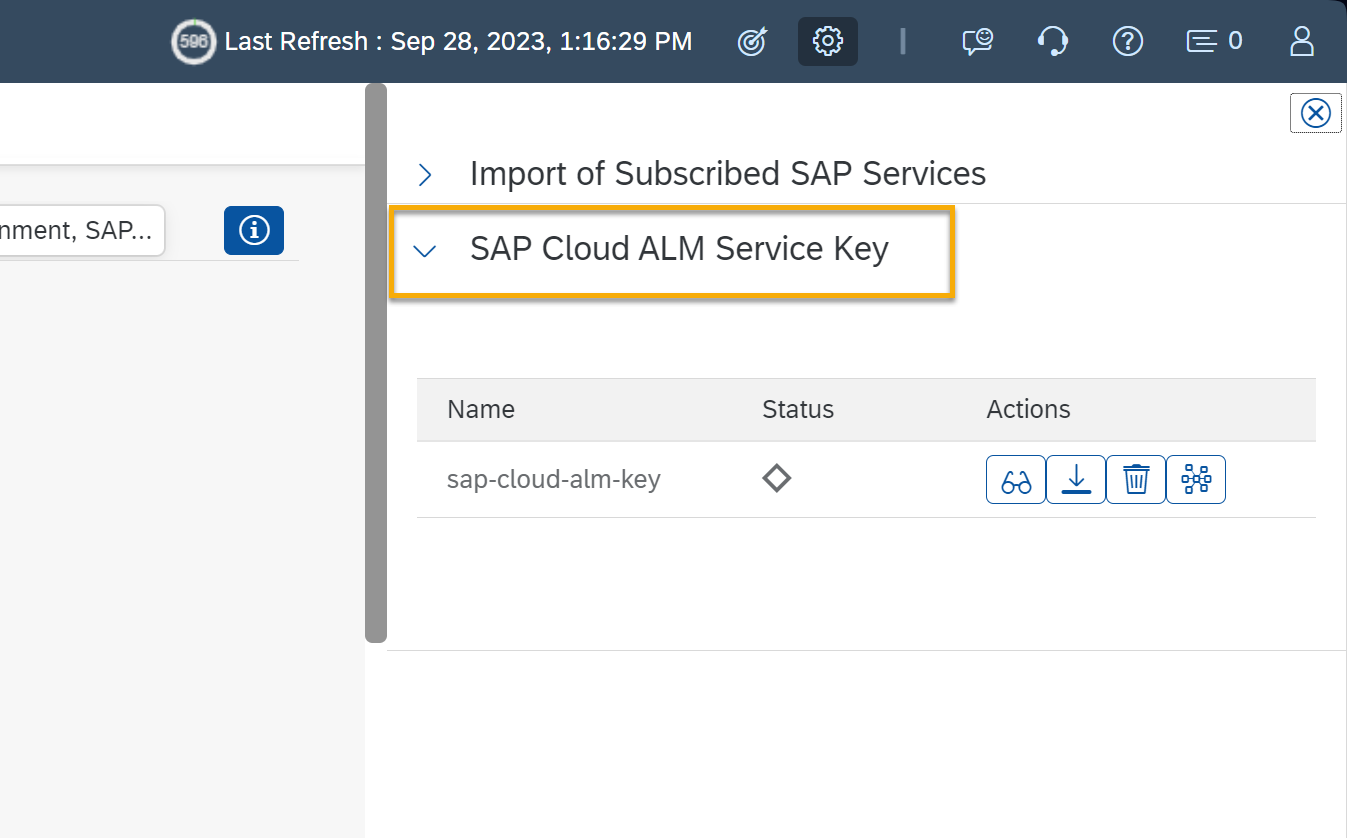 596 Last Refresh : Sep 28, 2023, 1:16:29 PM 0
Import of Subscribed SAP Services
nment, SAP...
SAP Cloud ALM Service Key
Name Status Actions
sap-cloud-alm-key